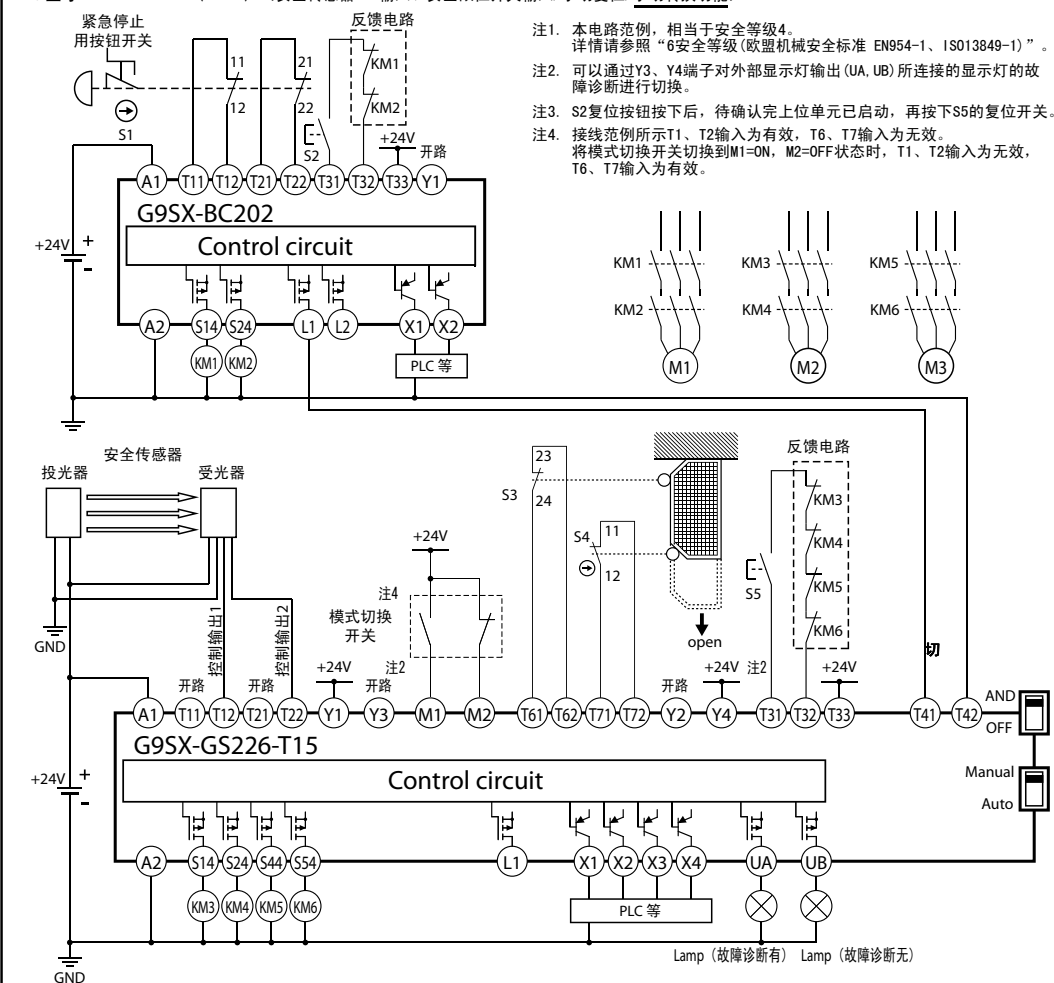 紧急停止
用按钮开关
反馈电路
11
21
KM1
12
22
KM2
S1
S2
+24V
开路
A1
T11
T12
T21
T22
T31
T32
T33
Y1
G9SX-BC202
Control circuit
+24V
+
-
A2
S14
S24
L1
L2
X1
X2
KM1
KM2
PLC 等
注1. 本电路范例，相当于安全等级4。
详情请参照“6安全等级(欧盟机械安全标准 EN954-1、ISO13849-1)”。
注2. 可以通过Y3、Y4端子对外部显示灯输出(UA,UB)所连接的显示灯的故
障诊断进行切换。
注3. S2复位按钮按下后，待确认完上位单元已启动，再按下S5的复位开关。
注4. 接线范例所示T1、T2输入为有效，T6、T7输入为无效。
将模式切换开关切换到M1=ON，M2=OFF状态时，T1、T2输入为无效，
T6、T7输入为有效。
KM1
KM3
KM5
KM2
KM4
KM6
M1
M2
M3
安全传感器
投光器
受光器
GND
控制输出1
控制输出2
+24V
注4
模式切换
开关
23
S3
24
S4
11
12
open
反馈电路
KM3
KM4
KM5
KM6
S5
切
开路
开路
+24V
开路
注2
开路
+24V
注2
+24V
A1
T11
T12
T21
T22
Y1
Y3
M1
M2
T61
T62
T71
T72
Y2
Y4
T31
T32
T33
T41
T42
AND
OFF
G9SX-GS226-T15
Control circuit
Manual
Auto
+24V
+
-
A2
S14
S24
S44
S54
L1
X1
X2
X3
X4
UA
UB
KM3
KM4
KM5
KM6
PLC 等
Lamp（故障诊断有）
Lamp（故障诊断无）
GND